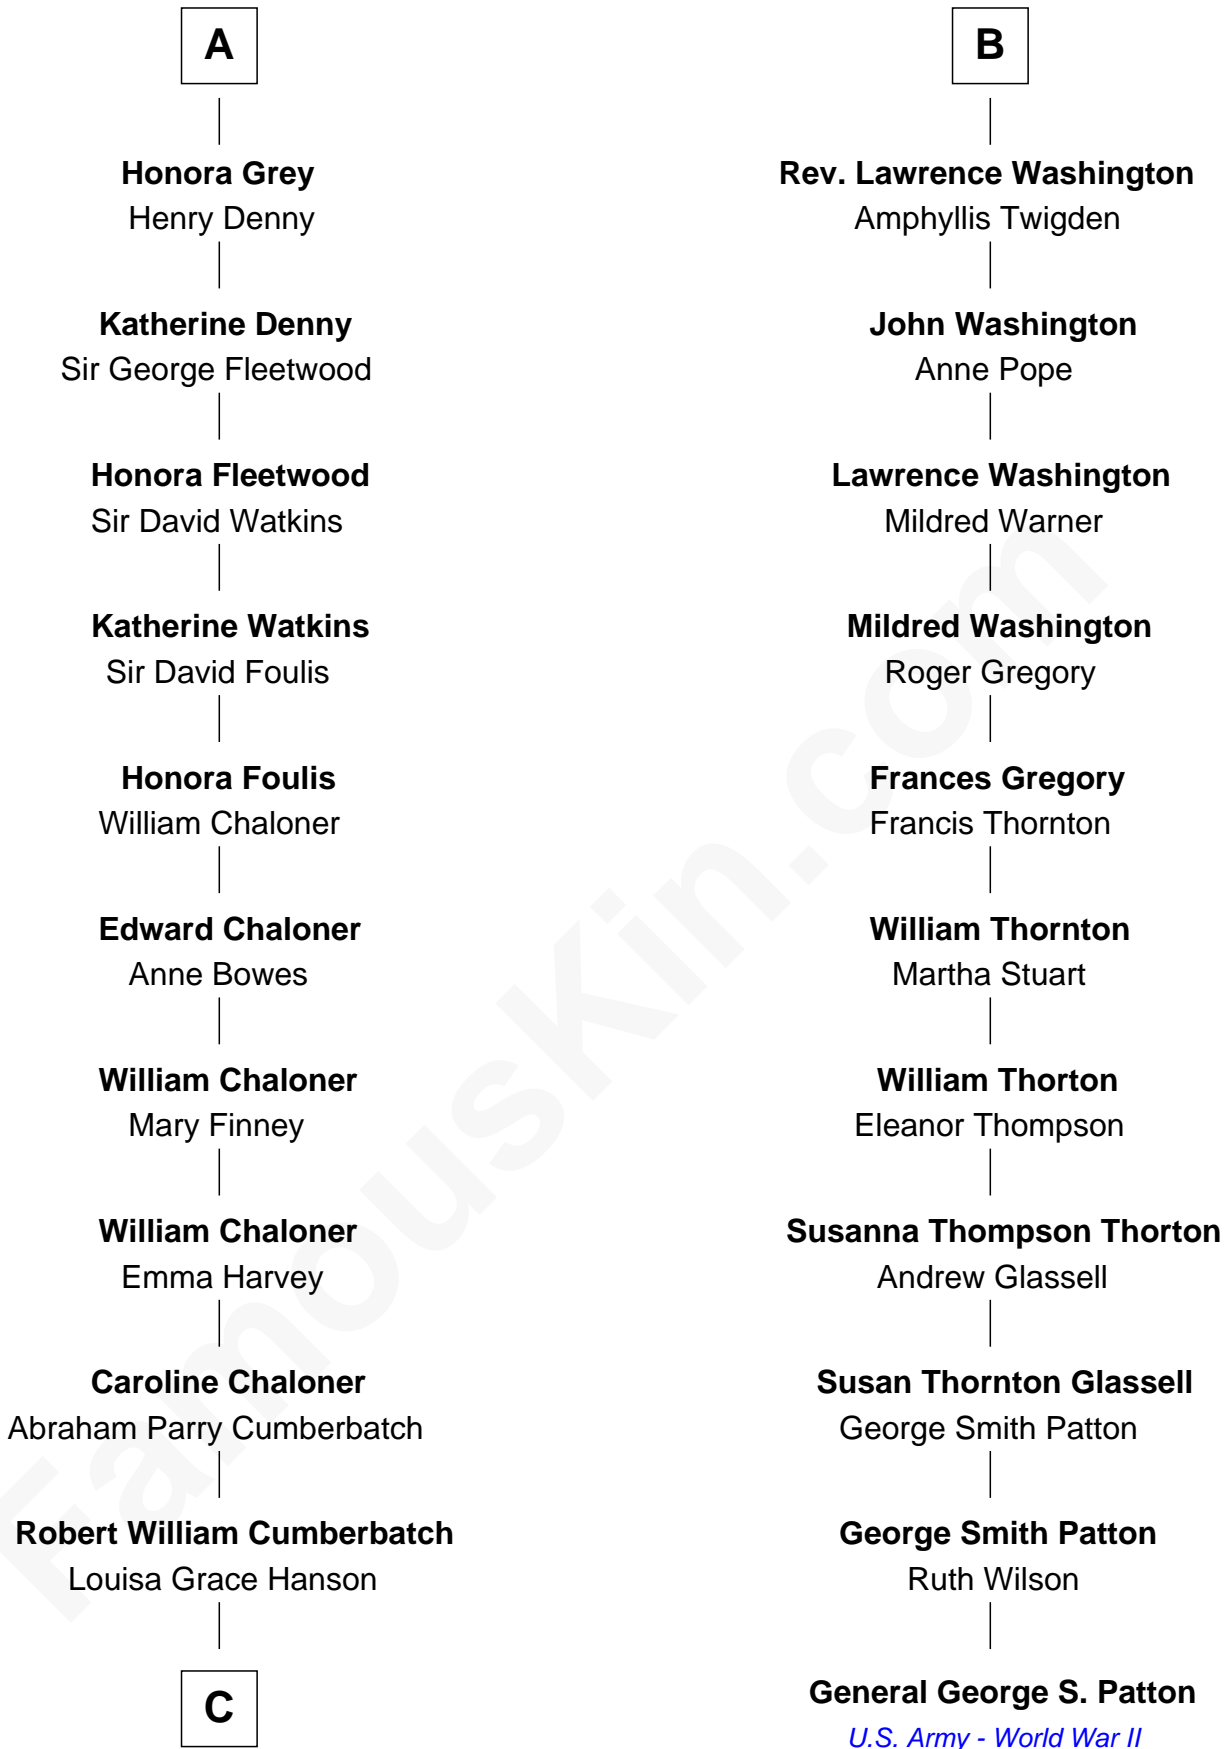 A
Honora Grey
Henry Denny
Katherine Denny
Sir George Fleetwood
Honora Fleetwood
Sir David Watkins
Katherine Watkins
Sir David Foulis
Honora Foulis
William Chaloner
Edward Chaloner
Anne Bowes
William Chaloner
Mary Finney
William Chaloner
Emma Harvey
Caroline Chaloner
Abraham Parry Cumberbatch
Robert William Cumberbatch
Louisa Grace Hanson
C
B
Rev. Lawrence Washington
Amphyllis Twigden
John Washington
Anne Pope
Lawrence Washington
Mildred Warner
Mildred Washington
Roger Gregory
Frances Gregory
Francis Thornton
William Thornton
Martha Stuart
William Thorton
Eleanor Thompson
Susanna Thompson Thorton
Andrew Glassell
Susan Thornton Glassell
George Smith Patton
George Smith Patton
Ruth Wilson
General George S. Patton
U.S. Army - World War II
FamousKin.com